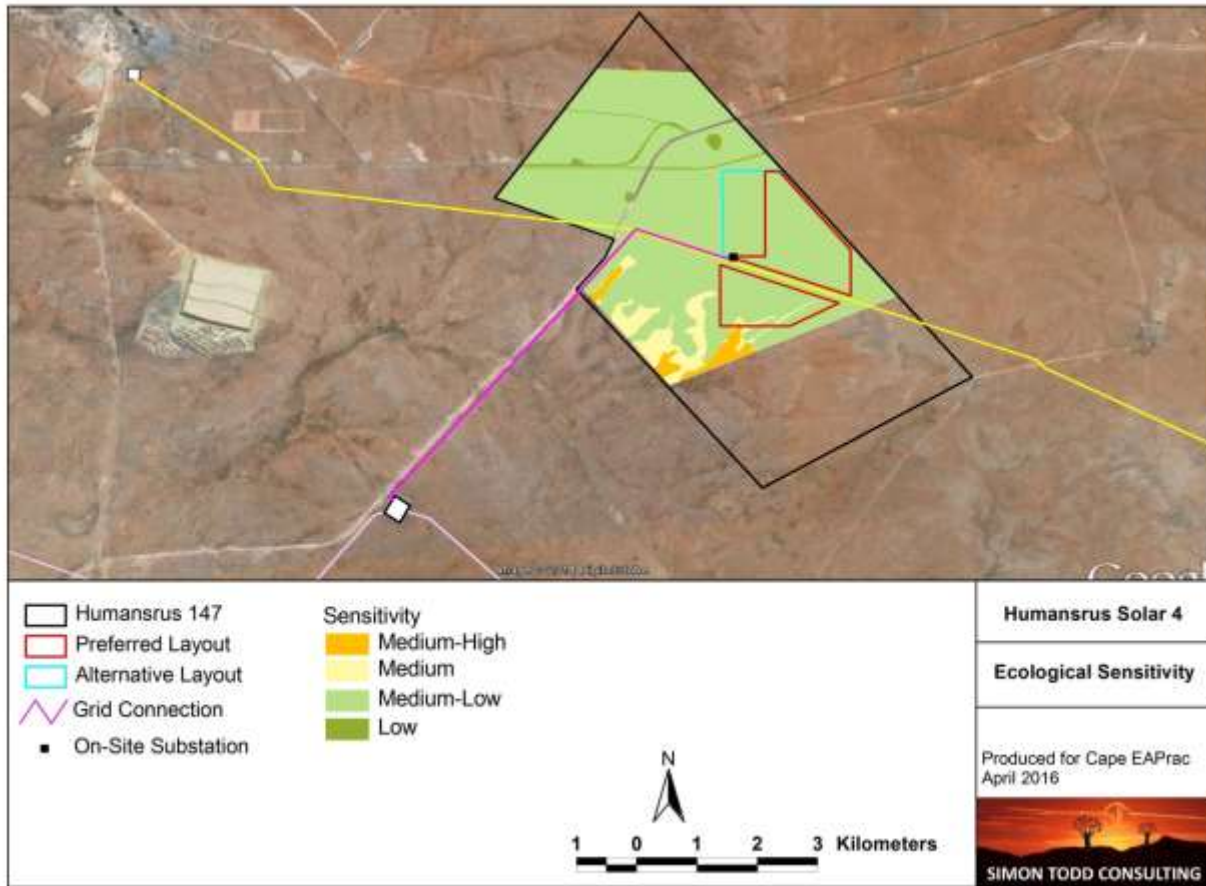 Humansrus 147
Preferred Layout
Alternative Layout
Grid Connection
On-Site Substation
Sensitivity
Medium-High
Medium
Medium-Low
Low
N
1 0 1 2 3 Kilometers
Humansrus Solar 4
Ecological Sensitivity
Produced for Cape EAPrac
April 2016
SIMON TODD CONSULTING